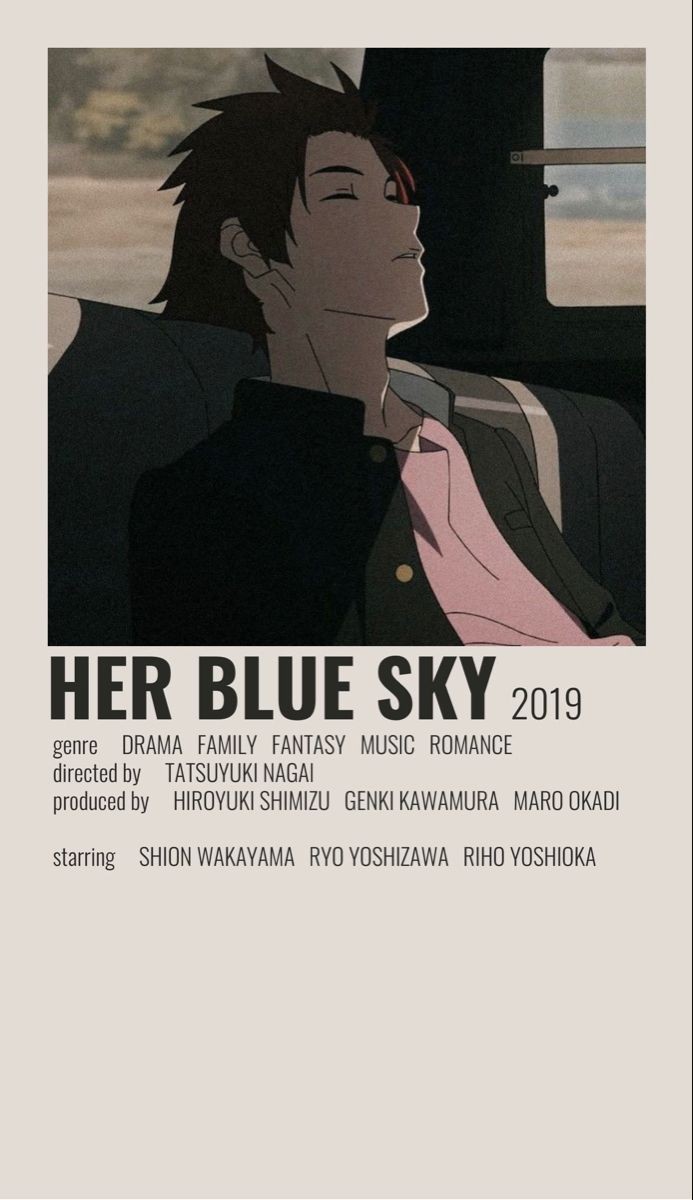 HER BLUE SKY 2019
genre DRAMA FAMILY FANTASY MUSIC ROMANCE
directed by TATSUYUKI NAGAI
produced by HIROYUKI SHIMIZU GENKI KAWAMURA MARO OKADI
starring SHION WAKAYAMA RYO YOSHIZAWA RIHO YOSHIOKA